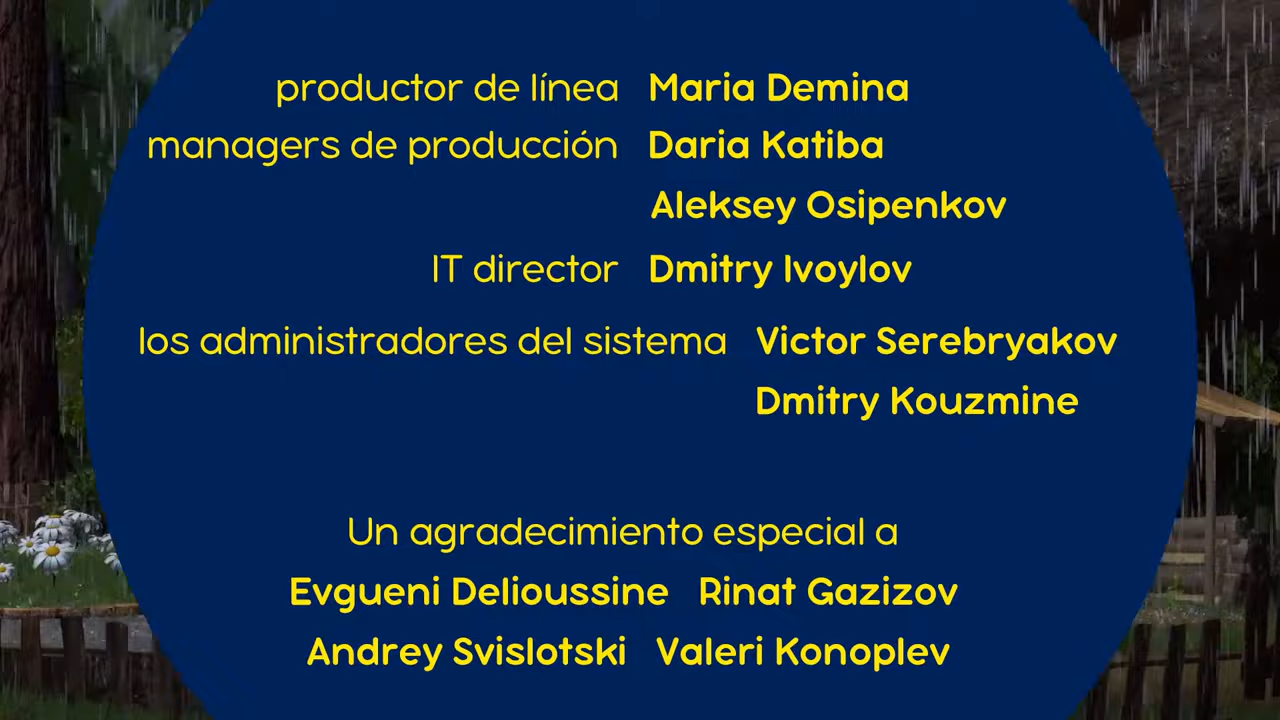 productor de línea Maria Demina
managers de producción Daria Katiba
Aleksey Osipenkov
IT director Dmitry Ivoylov
los administradores del sistema Victor Serebryakov
Dmitry Kouzmine
Un agradecimiento especial a
Evgueni Delioussine Rinat Gazizov
Andrey Svislotski Valeri Konoplev